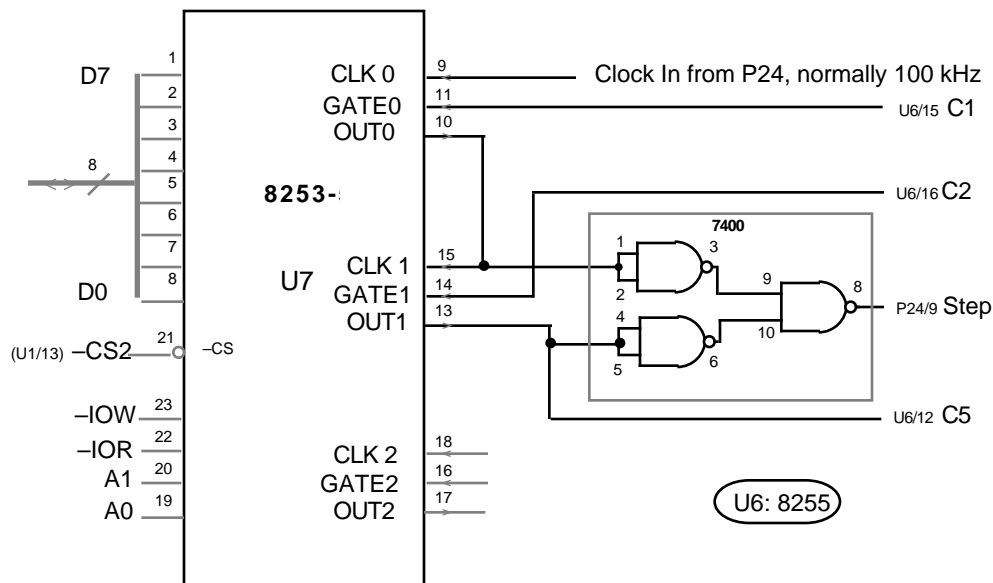 D7
1
2
3
4
5
6
7
8
D0
8
(U1/13) –CS2
21
–CS
–IOW
23
–IOR
22
A1
20
A0
19
8253-
U7
CLK 0
9
Clock In from P24, normally 100 kHz
GATE0
11
U6/15 C1
OUT0
10
U6/16 C2
7400
CLK 1
15
GATE1
14
OUT1
13
1
2
3
4
5
6
9
10
8
P24/9 Step
U6/12 C5
CLK 2
18
GATE2
16
OUT2
17
U6: 8255